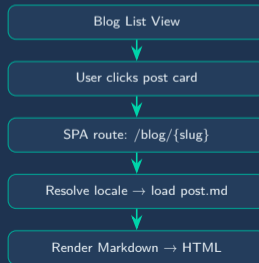 Blog List View
User clicks post card
SPA route: /blog/{slug}
Resolve locale → load post.md
Render Markdown → HTML